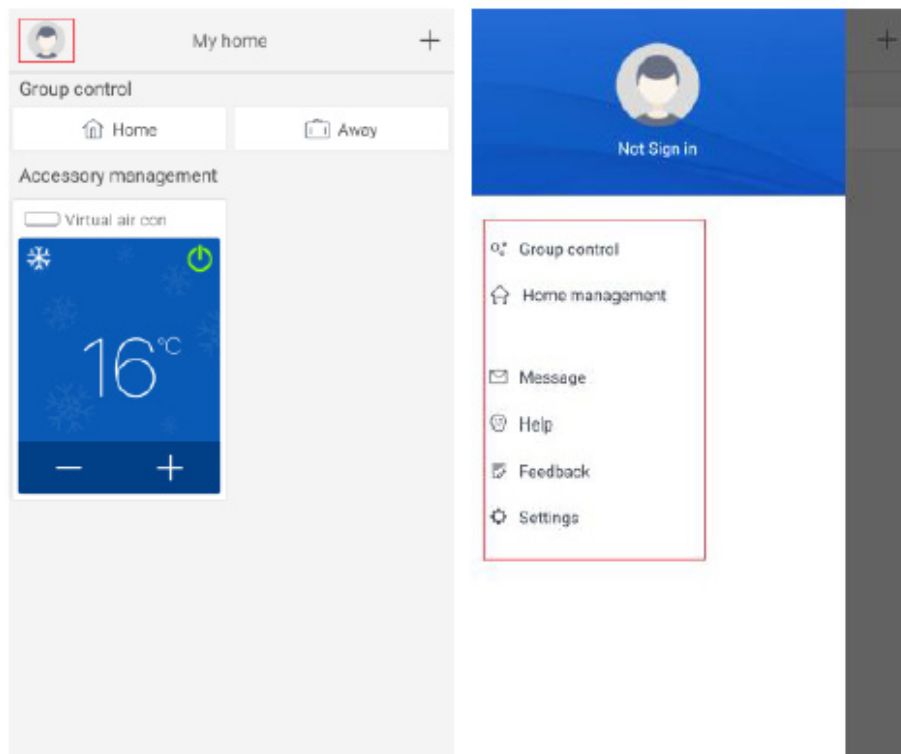 My home
Group control
Home
Away
Accessory management
Virtual air con
16°C
Not Sign in
Group control
Home management
Message
Help
Feedback
Settings